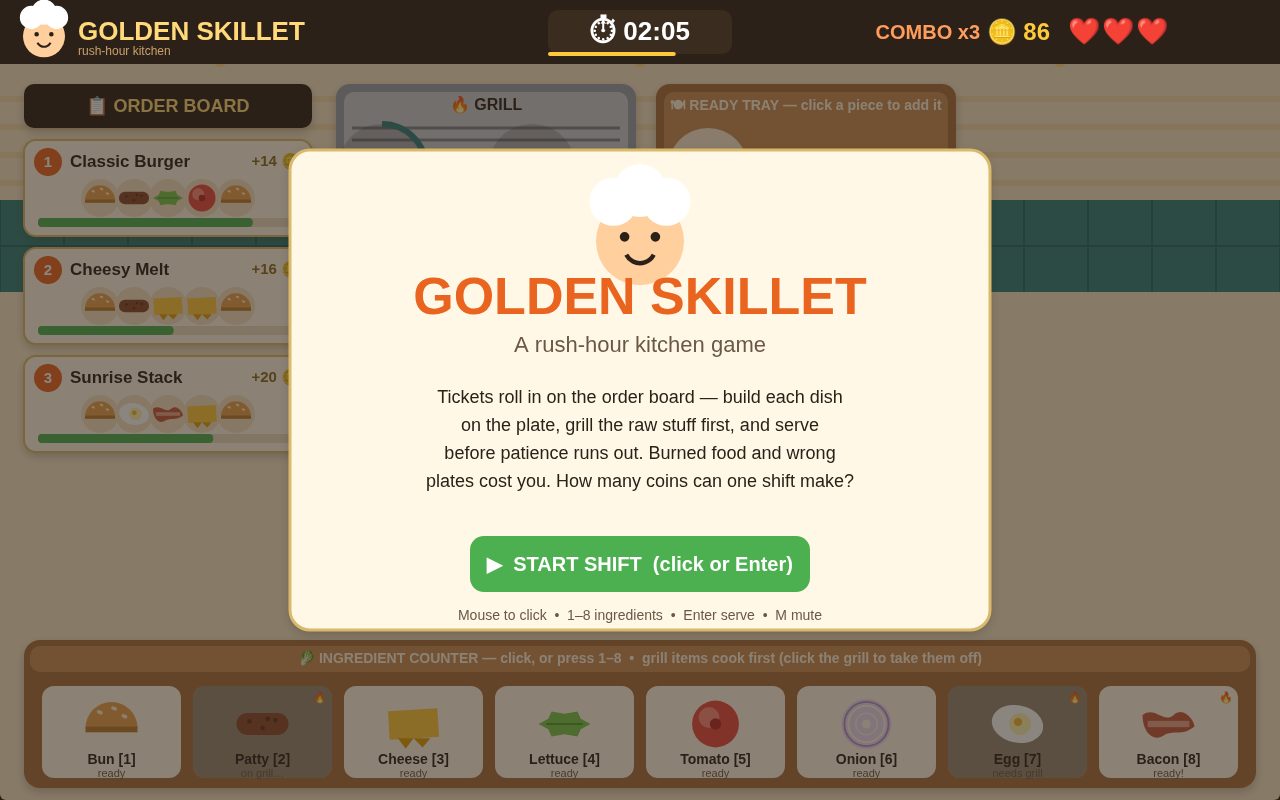 GOLDEN SKILLET
rush-hour kitchen
02:05
COMBO x3
86
ORDER BOARD
1 Classic Burger +14
2 Cheesy Melt +16
3 Sunrise Stack +20
GRILL
READY TRAY — click a piece to add it
GOLDEN SKILLET
A rush-hour kitchen game
Tickets roll in on the order board — build each dish
on the plate, grill the raw stuff first, and serve
before patience runs out. Burned food and wrong
plates cost you. How many coins can one shift make?
▶ START SHIFT (click or Enter)
Mouse to click • 1–8 ingredients • Enter serve • M mute
INGREDIENT COUNTER — click, or press 1–8 • grill items cook first (click the grill to take them off)
Bun [1]
ready
Patty [2]
on grill...
Cheese [3]
ready
Lettuce [4]
ready
Tomato [5]
ready
Onion [6]
ready
Egg [7]
needs grill
Bacon [8]
ready!